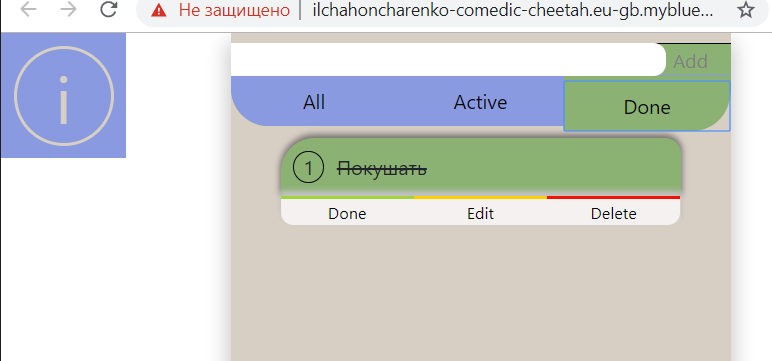 Не защищено | ilchahoncharenko-comedic-cheetah.eu-gb.myblue...
i
Add
All Active Done
1 Покушать
Done Edit Delete